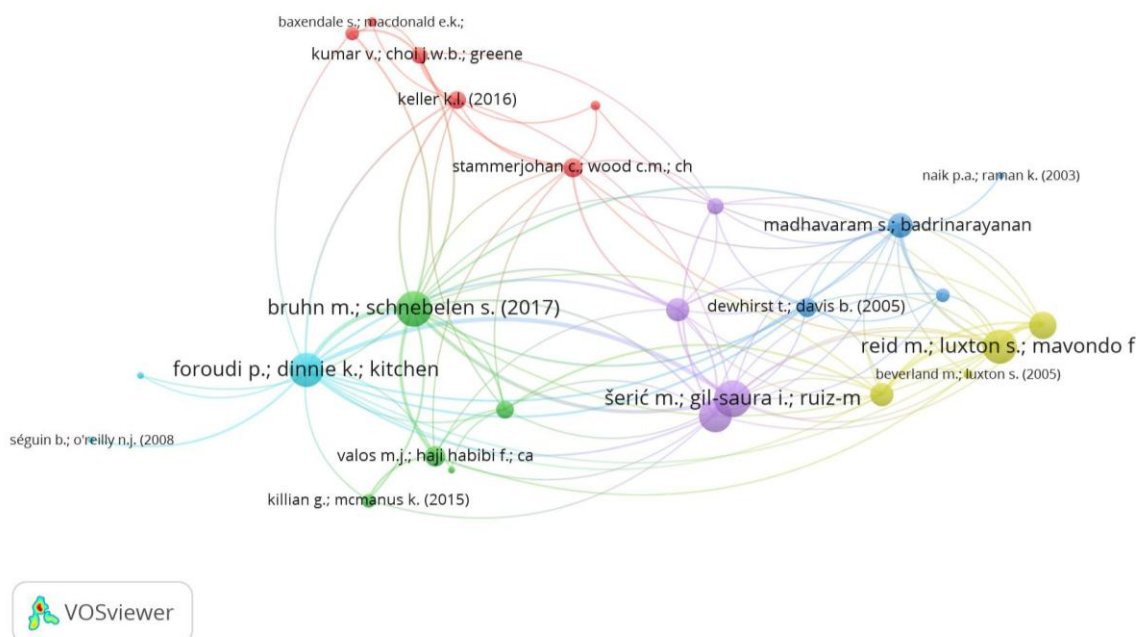 baxendale s.; macdonald e.k.;
kumar v.; choi j.w.b.; greene
keller k.l. (2016)
stammerjohan c.; wood c.m.; ch
naik p.a.; raman k. (2003)
madhavaram s.; badrinarayanan
bruhn m.; schnebelen s. (2017)
dewhirst t.; davis b. (2005)
reid m.; luxton s.; mavondo f
foroudi p.; dinnie k.; kitchen
beverland m.; luxton s. (2005)
šerić m.; gil-saura i.; ruiz-m
séguin b.; o'reilly n.j. (2008
valos m.j.; haji habibi f.; ca
killian g.; mcmanus k. (2015)
VOSviewer